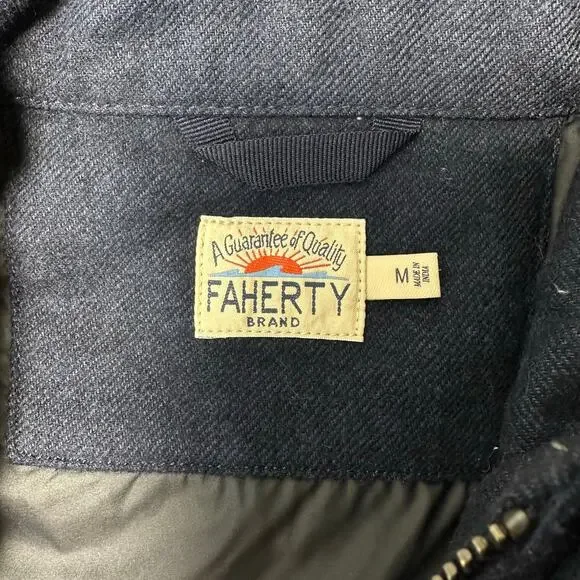 A Guarantee of Quality
FAHERTY
BRAND
M
MADE IN
INDIA